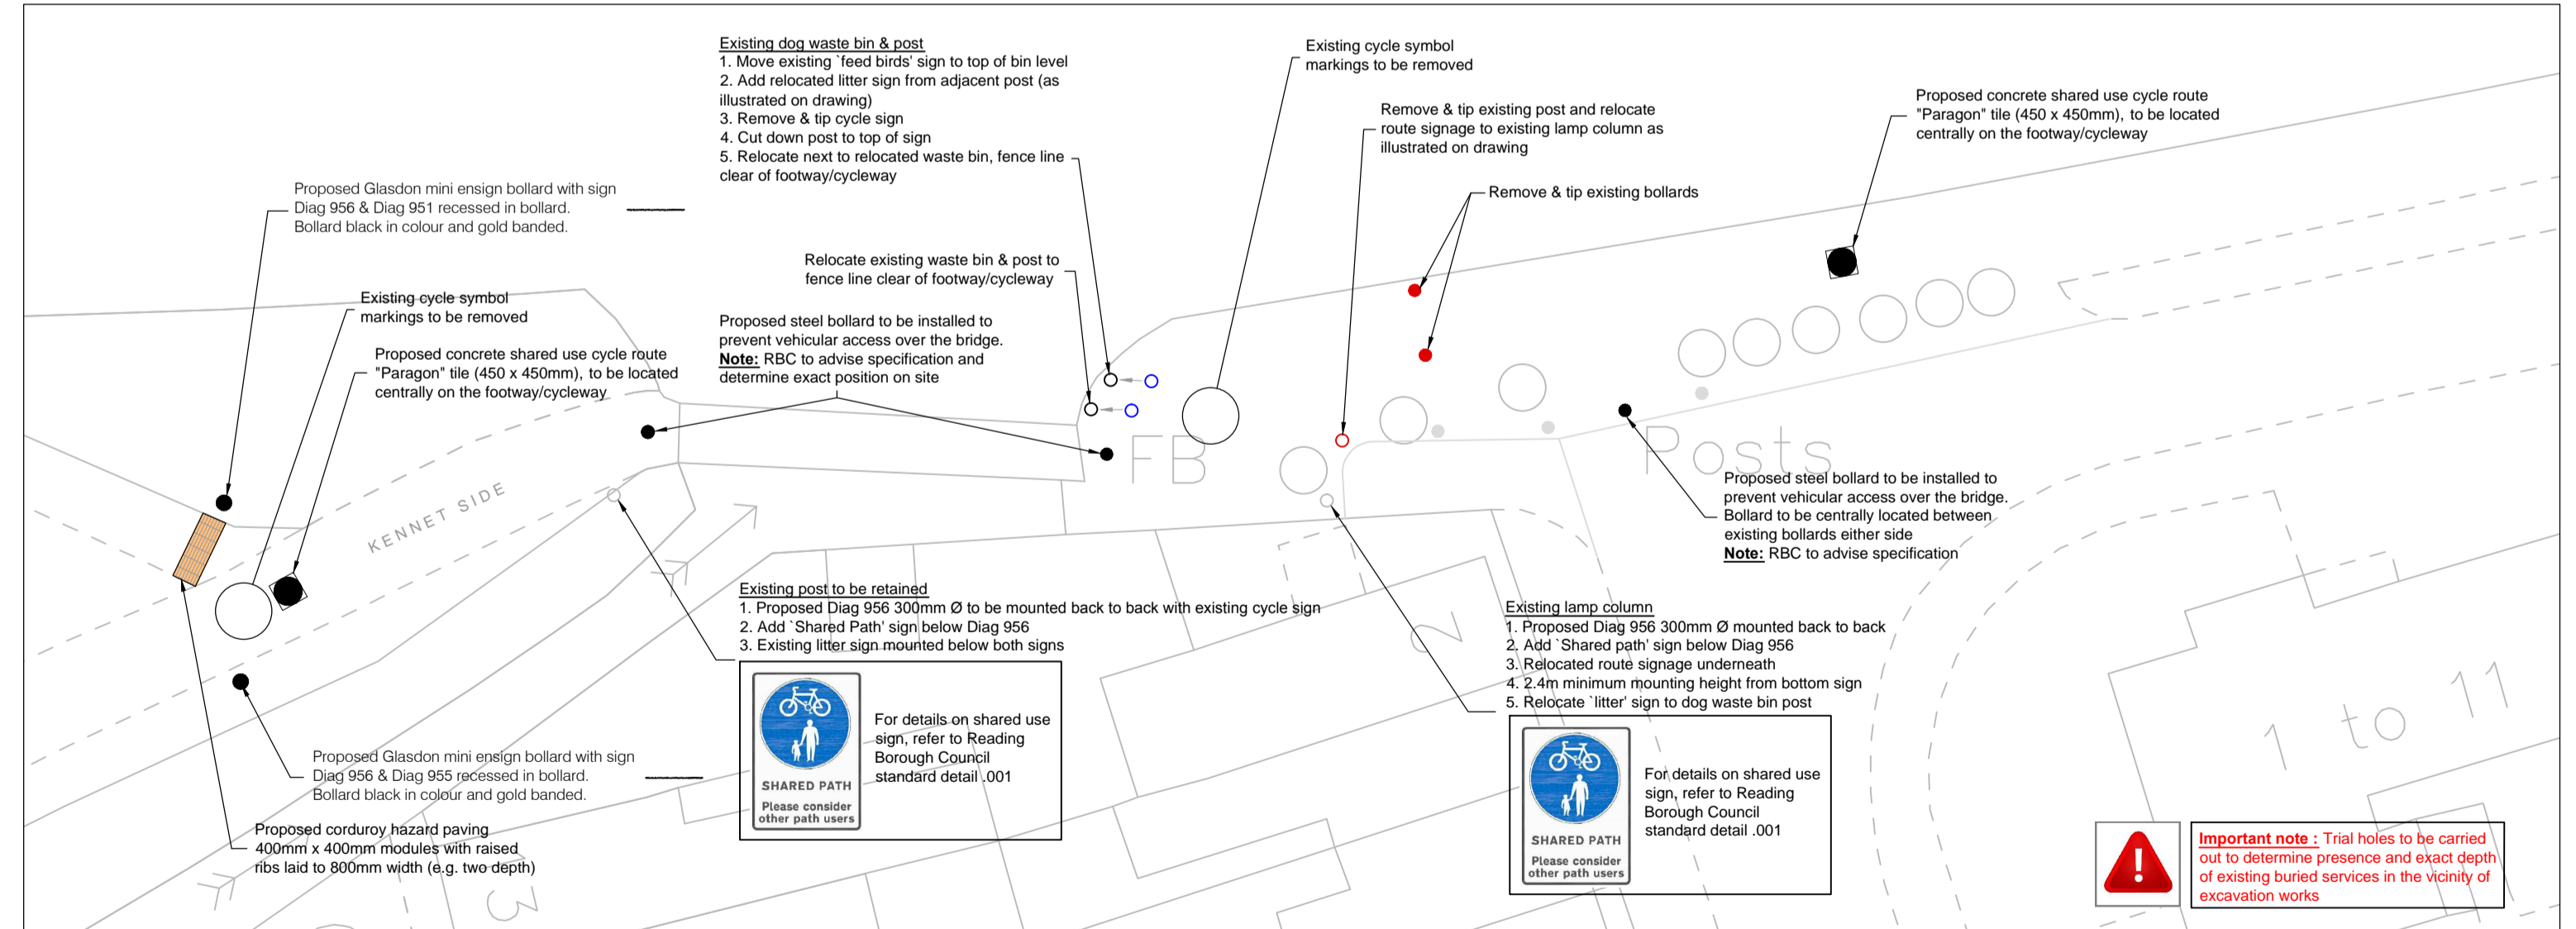 Existing dog waste bin & post
1. Move existing `feed birds' sign to top of bin level
2. Add relocated litter sign from adjacent post (as
illustrated on drawing)
3. Remove & tip cycle sign
4. Cut down post to top of sign
5. Relocate next to relocated waste bin, fence line
clear of footway/cycleway
Existing cycle symbol
markings to be removed
Remove & tip existing post and relocate
route signage to existing lamp column as
illustrated on drawing
Remove & tip existing bollards
Proposed concrete shared use cycle route
"Paragon" tile (450 x 450mm), to be located
centrally on the footway/cycleway
Proposed Glasdon mini ensign bollard with sign
Diag 956 & Diag 951 recessed in bollard.
Bollard black in colour and gold banded.
Relocate existing waste bin & post to
fence line clear of footway/cycleway
Existing cycle symbol
markings to be removed
Proposed concrete shared use cycle route
"Paragon" tile (450 x 450mm), to be located
centrally on the footway/cycleway
Proposed steel bollard to be installed to
prevent vehicular access over the bridge.
Note: RBC to advise specification and
determine exact position on site
FB
Posts
KENNET SIDE
Proposed steel bollard to be installed to
prevent vehicular access over the bridge.
Bollard to be centrally located between
existing bollards either side
Note: RBC to advise specification
Existing post to be retained
1. Proposed Diag 956 300mm Ø to be mounted back to back with existing cycle sign
2. Add `Shared Path' sign below Diag 956
3. Existing litter sign mounted below both signs
SHARED PATH
Please consider
other path users
For details on shared use
sign, refer to Reading
Borough Council
standard detail .001
Existing lamp column
1. Proposed Diag 956 300mm Ø mounted back to back
2. Add `Shared path' sign below Diag 956
3. Relocated route signage underneath
4. 2.4m minimum mounting height from bottom sign
5. Relocate `litter' sign to dog waste bin post
SHARED PATH
Please consider
other path users
For details on shared use
sign, refer to Reading
Borough Council
standard detail .001
2
1 to 11
Proposed Glasdon mini ensign bollard with sign
Diag 956 & Diag 955 recessed in bollard.
Bollard black in colour and gold banded.
Proposed corduroy hazard paving
400mm x 400mm modules with raised
ribs laid to 800mm width (e.g. two depth)
3
!
Important note : Trial holes to be carried
out to determine presence and exact depth
of existing buried services in the vicinity of
excavation works